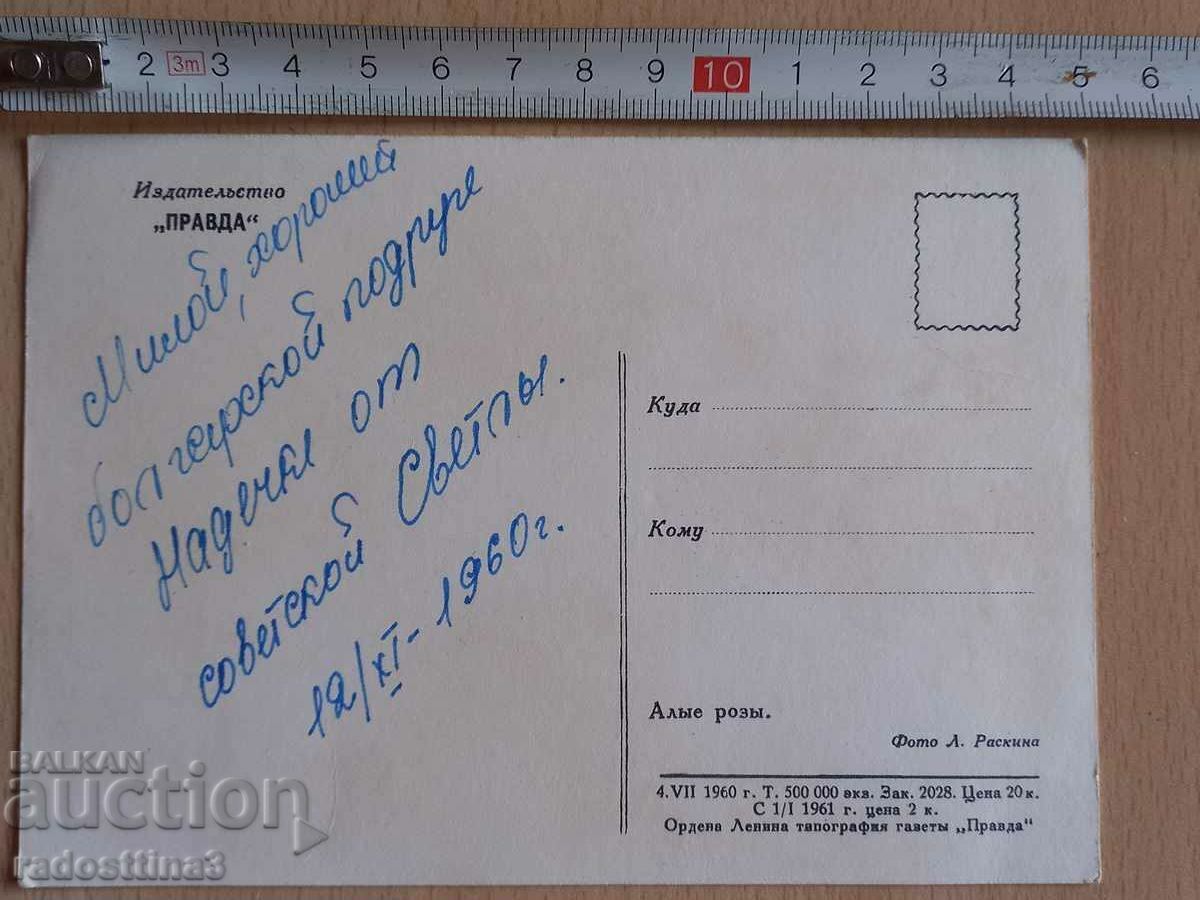 2 3m 3 4 5 6 7 8 9 10 1 2 3 4 5 6
Издательство
„ПРАВДА“
Милой, хорошей
болгарской подруге
Надечки от
советской Светы.
12/XI-1960г.
Куда
Кому
Алые розы.
Фото Л. Раскина
4.VII 1960 г. Т. 500 000 экз. Зак. 2028. Цена 20 к.
С 1/I 1961 г. цена 2 к.
Ордена Ленина типография газеты „Правда“
BALKAN
auction
radosttina3